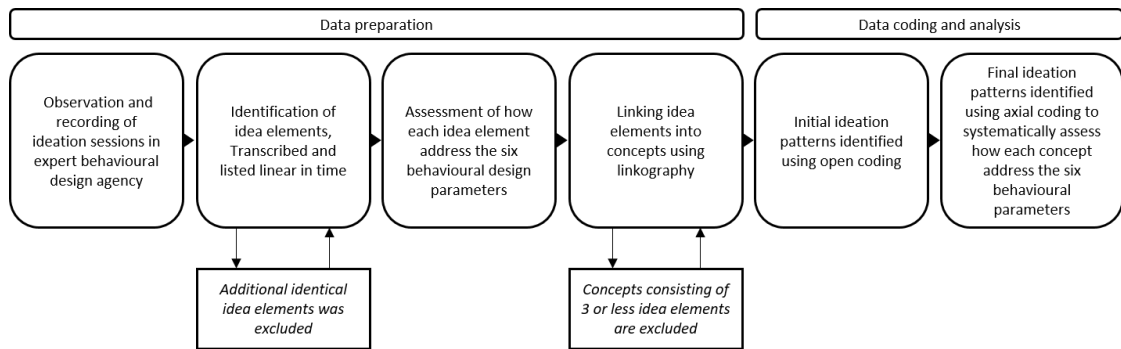 Data preparation
Data coding and analysis
Observation and
recording of
ideation sessions in
expert behavioural
design agency
Identification of
idea elements,
Transcribed and
listed linear in time
Assessment of how
each idea element
address the six
behavioural design
parameters
Linking idea
elements into
concepts using
linkography
Initial ideation
patterns identified
using open coding
Final ideation
patterns identified
using axial coding to
systematically assess
how each concept
address the six
behavioural
parameters
Additional identical
idea elements was
excluded
Concepts consisting of
3 or less idea elements
are excluded